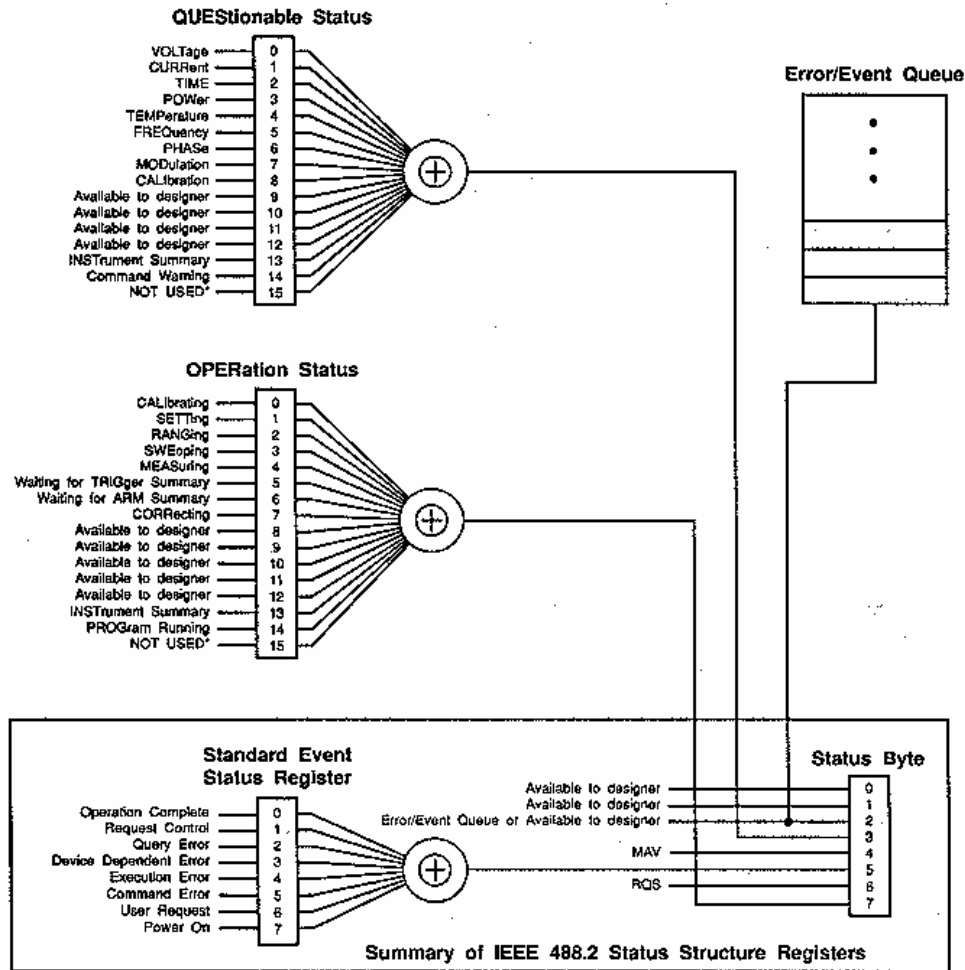 QUEStionable Status
VOLTage 0
CURRent 1
TIME 2
POWer 3
TEMPerature 4
FREQuency 5
PHASe 6
MODulation 7
CALibration 8
Available to designer 9
Available to designer 10
Available to designer 11
Available to designer 12
INSTrument Summary 13
Command Warning 14
NOT USED* 15
Error/Event Queue
OPERation Status
CALibrating 0
SETTing 1
RANGing 2
SWEeping 3
MEASuring 4
Waiting for TRIGger Summary 5
Waiting for ARM Summary 6
CORRecting 7
Available to designer 8
Available to designer 9
Available to designer 10
Available to designer 11
Available to designer 12
INSTrument Summary 13
PROGram Running 14
NOT USED* 15
Standard Event
Status Register
Operation Complete 0
Request Control 1
Query Error 2
Device Dependent Error 3
Execution Error 4
Command Error 5
User Request 6
Power On 7
Status Byte
Available to designer 0
Available to designer 1
Error/Event Queue or Available to designer 2
3
MAV 4
5
RQS 6
7
Summary of IEEE 488.2 Status Structure Registers